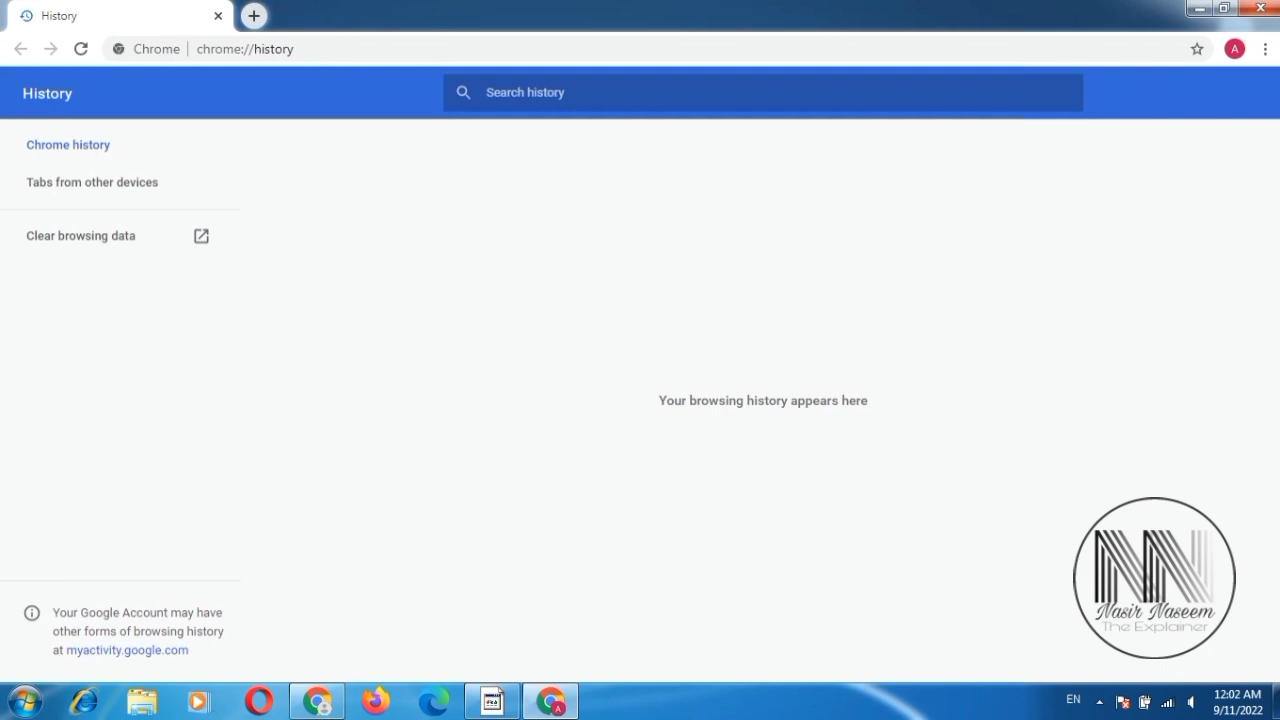 History
Chrome
chrome://history
A
History
Search history
Chrome history
Tabs from other devices
Clear browsing data
Your browsing history appears here
NN
Nasir Naseem
The Explainer
Your Google Account may have
other forms of browsing history
at myactivity.google.com
EN
12:02 AM
9/11/2022